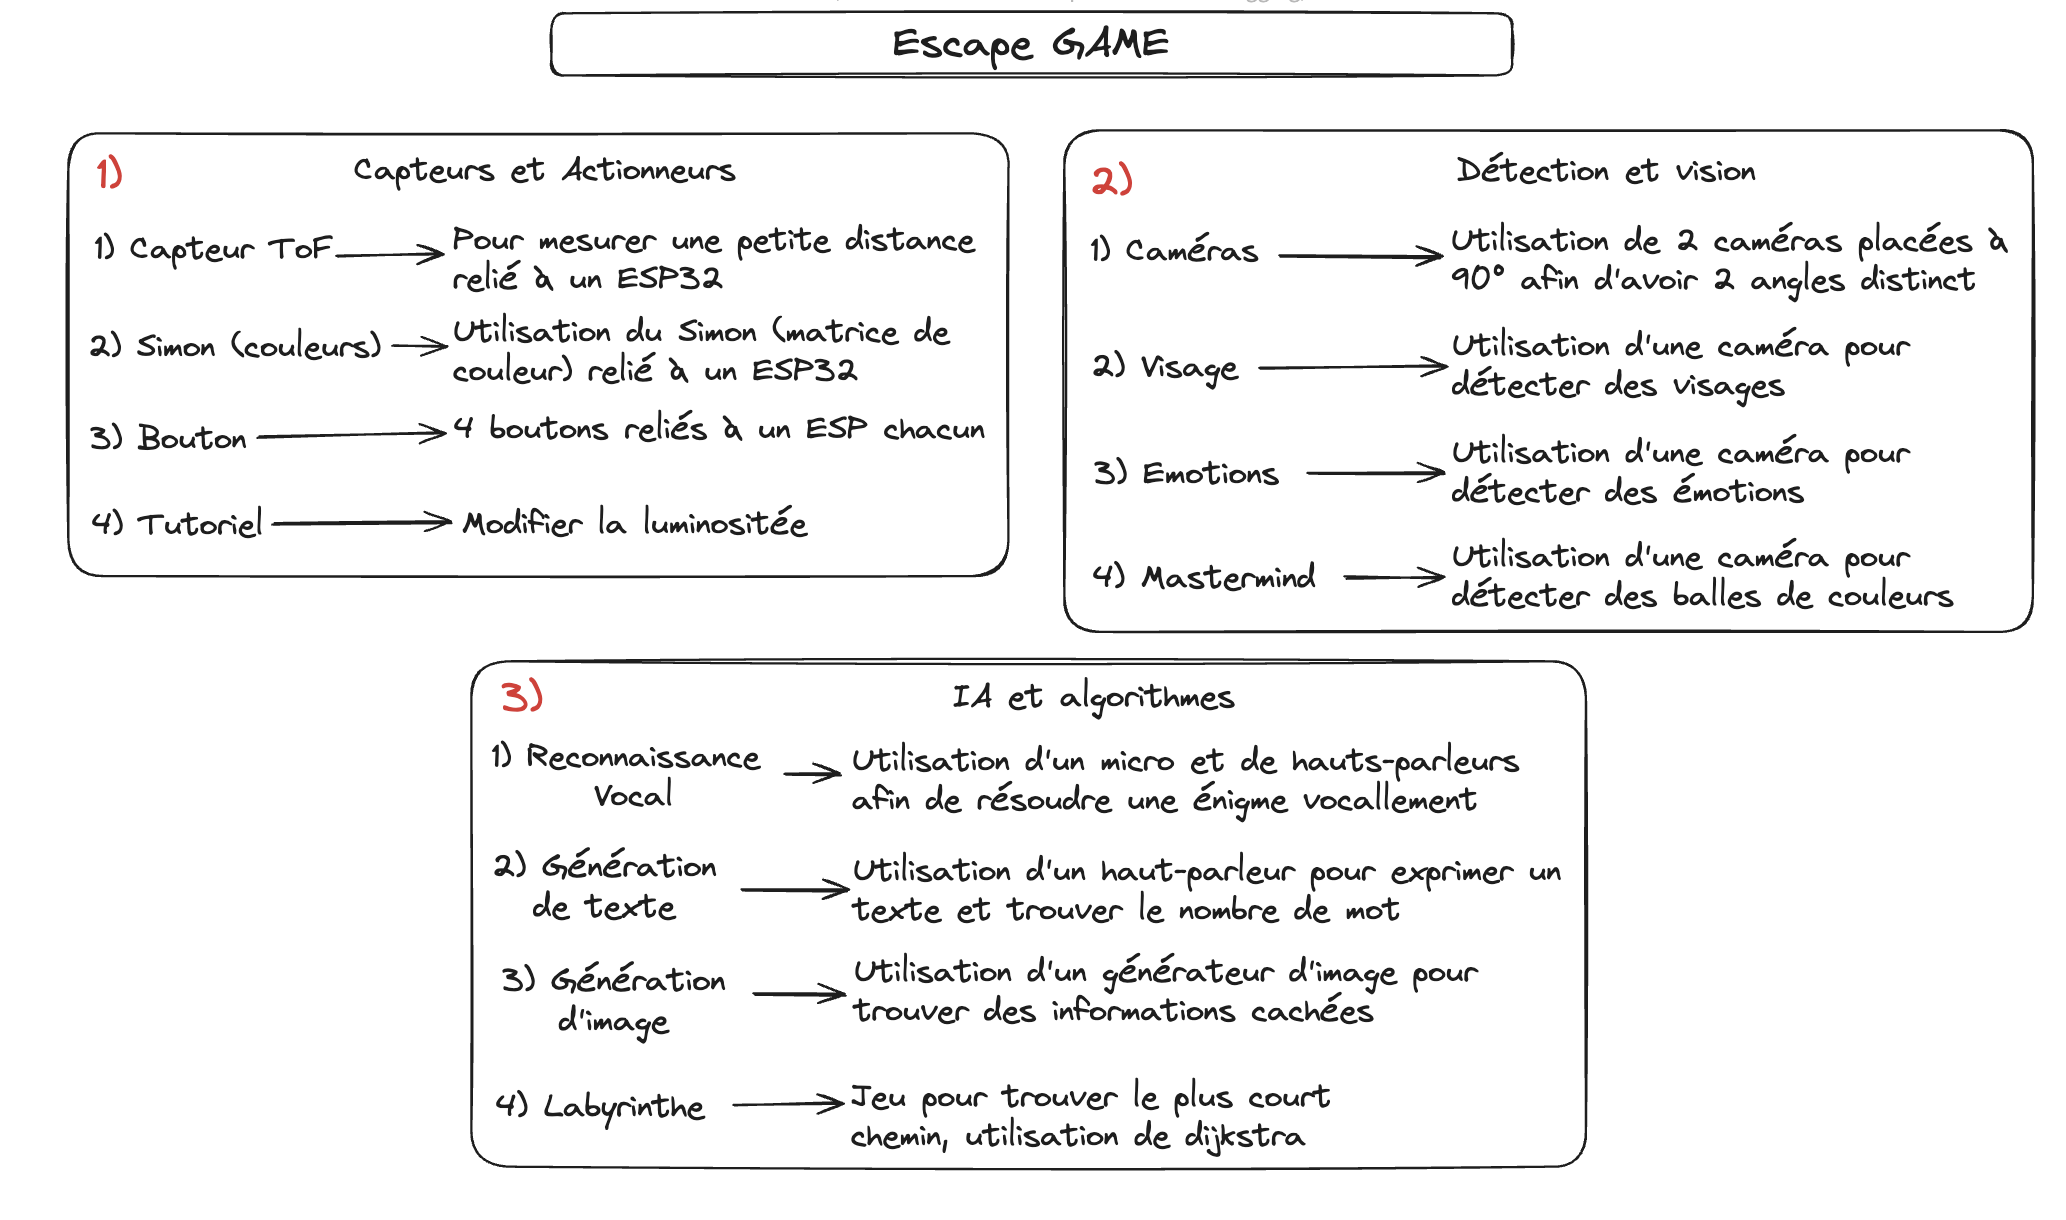 Escape GAME
1) Capteurs et Actionneurs
1) Capteur ToF
Pour mesurer une petite distance
relié à un ESP32
2) Simon (couleurs)
Utilisation du Simon (matrice de
couleur) relié à un ESP32
3) Bouton
4 boutons reliés à un ESP chacun
4) Tutoriel
Modifier la luminositée
2) Détection et vision
1) Caméras
Utilisation de 2 caméras placées à
90° afin d'avoir 2 angles distinct
2) Visage
Utilisation d'une caméra pour
détecter des visages
3) Emotions
Utilisation d'une caméra pour
détecter des émotions
4) Mastermind
Utilisation d'une caméra pour
détecter des balles de couleurs
3) IA et algorithmes
1) Reconnaissance
Vocal
Utilisation d'un micro et de hauts-parleurs
afin de résoudre une énigme vocallement
2) Génération
de texte
Utilisation d'un haut-parleur pour exprimer un
texte et trouver le nombre de mot
3) Génération
d'image
Utilisation d'un générateur d'image pour
trouver des informations cachées
4) Labyrinthe
Jeu pour trouver le plus court
chemin, utilisation de dijkstra